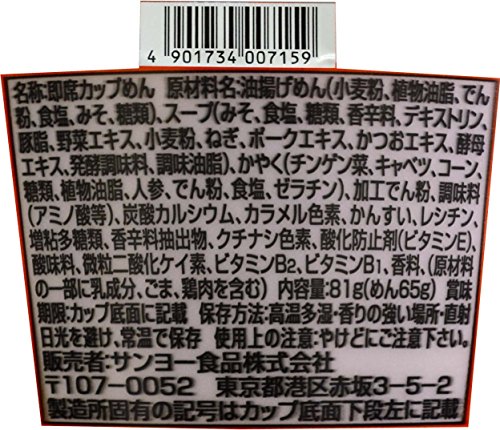 4 901734 007159
名称:即席カップめん 原材料名:油揚げめん(小麦粉、植物油脂、でん
粉、食塩、みそ、糖類)、スープ(みそ、食塩、糖類、香辛料、デキストリン、
豚脂、野菜エキス、小麦粉、ねぎ、ポークエキス、かつおエキス、酵母
エキス、発酵調味料、調味油脂)、かやく(チンゲン菜、キャベツ、コーン、
糖類、植物油脂、人参、でん粉、食塩、ゼラチン)、加工でん粉、調味料
(アミノ酸等)、炭酸カルシウム、カラメル色素、かんすい、レシチン、
増粘多糖類、香辛料抽出物、クチナシ色素、酸化防止剤(ビタミンE)、
酸味料、微粒二酸化ケイ素、ビタミンB2、ビタミンB1、香料、(原材料
の一部に乳成分、ごま、鶏肉を含む) 内容量:81g(めん65g) 賞味
期限:カップ底面に記載 保存方法:高温多湿・香りの強い場所・直射
日光を避け、常温で保存 使用上の注意:やけどにご注意下さい。
販売者:サンヨー食品株式会社
〒107-0052 東京都港区赤坂3-5-2
製造所固有の記号はカップ底面下段左に記載